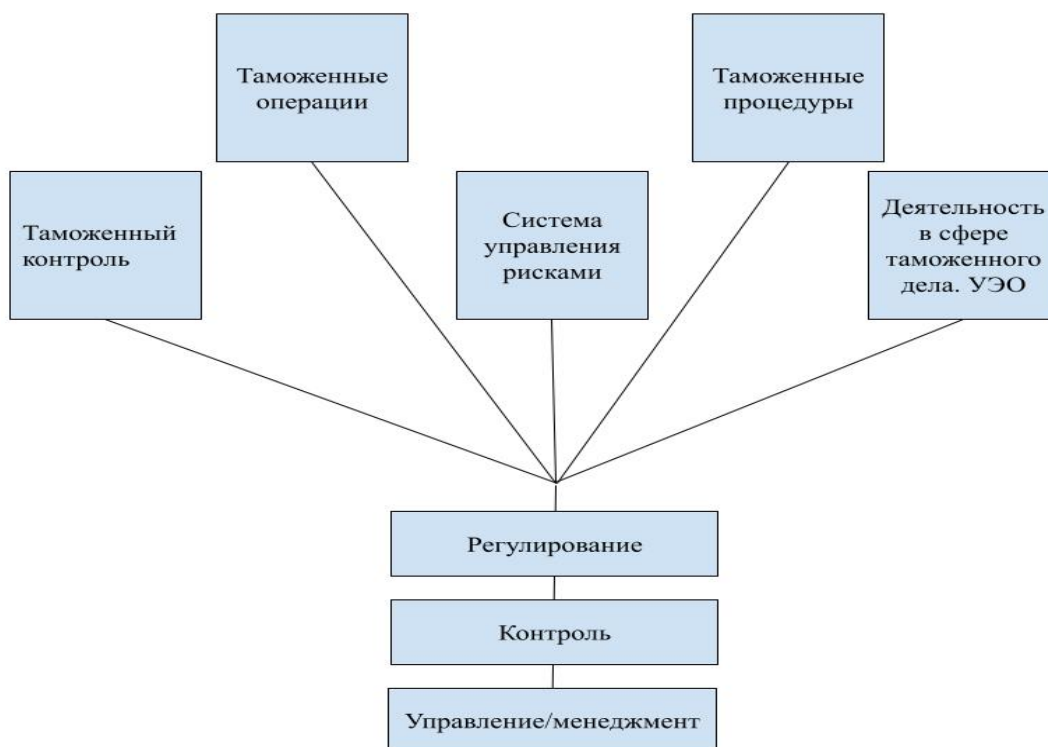 Таможенные
операции
Таможенные
процедуры
Таможенный
контроль
Система
управления
рисками
Деятельность
в сфере
таможенного
дела. УЭО
Регулирование
Контроль
Управление/менеджмент